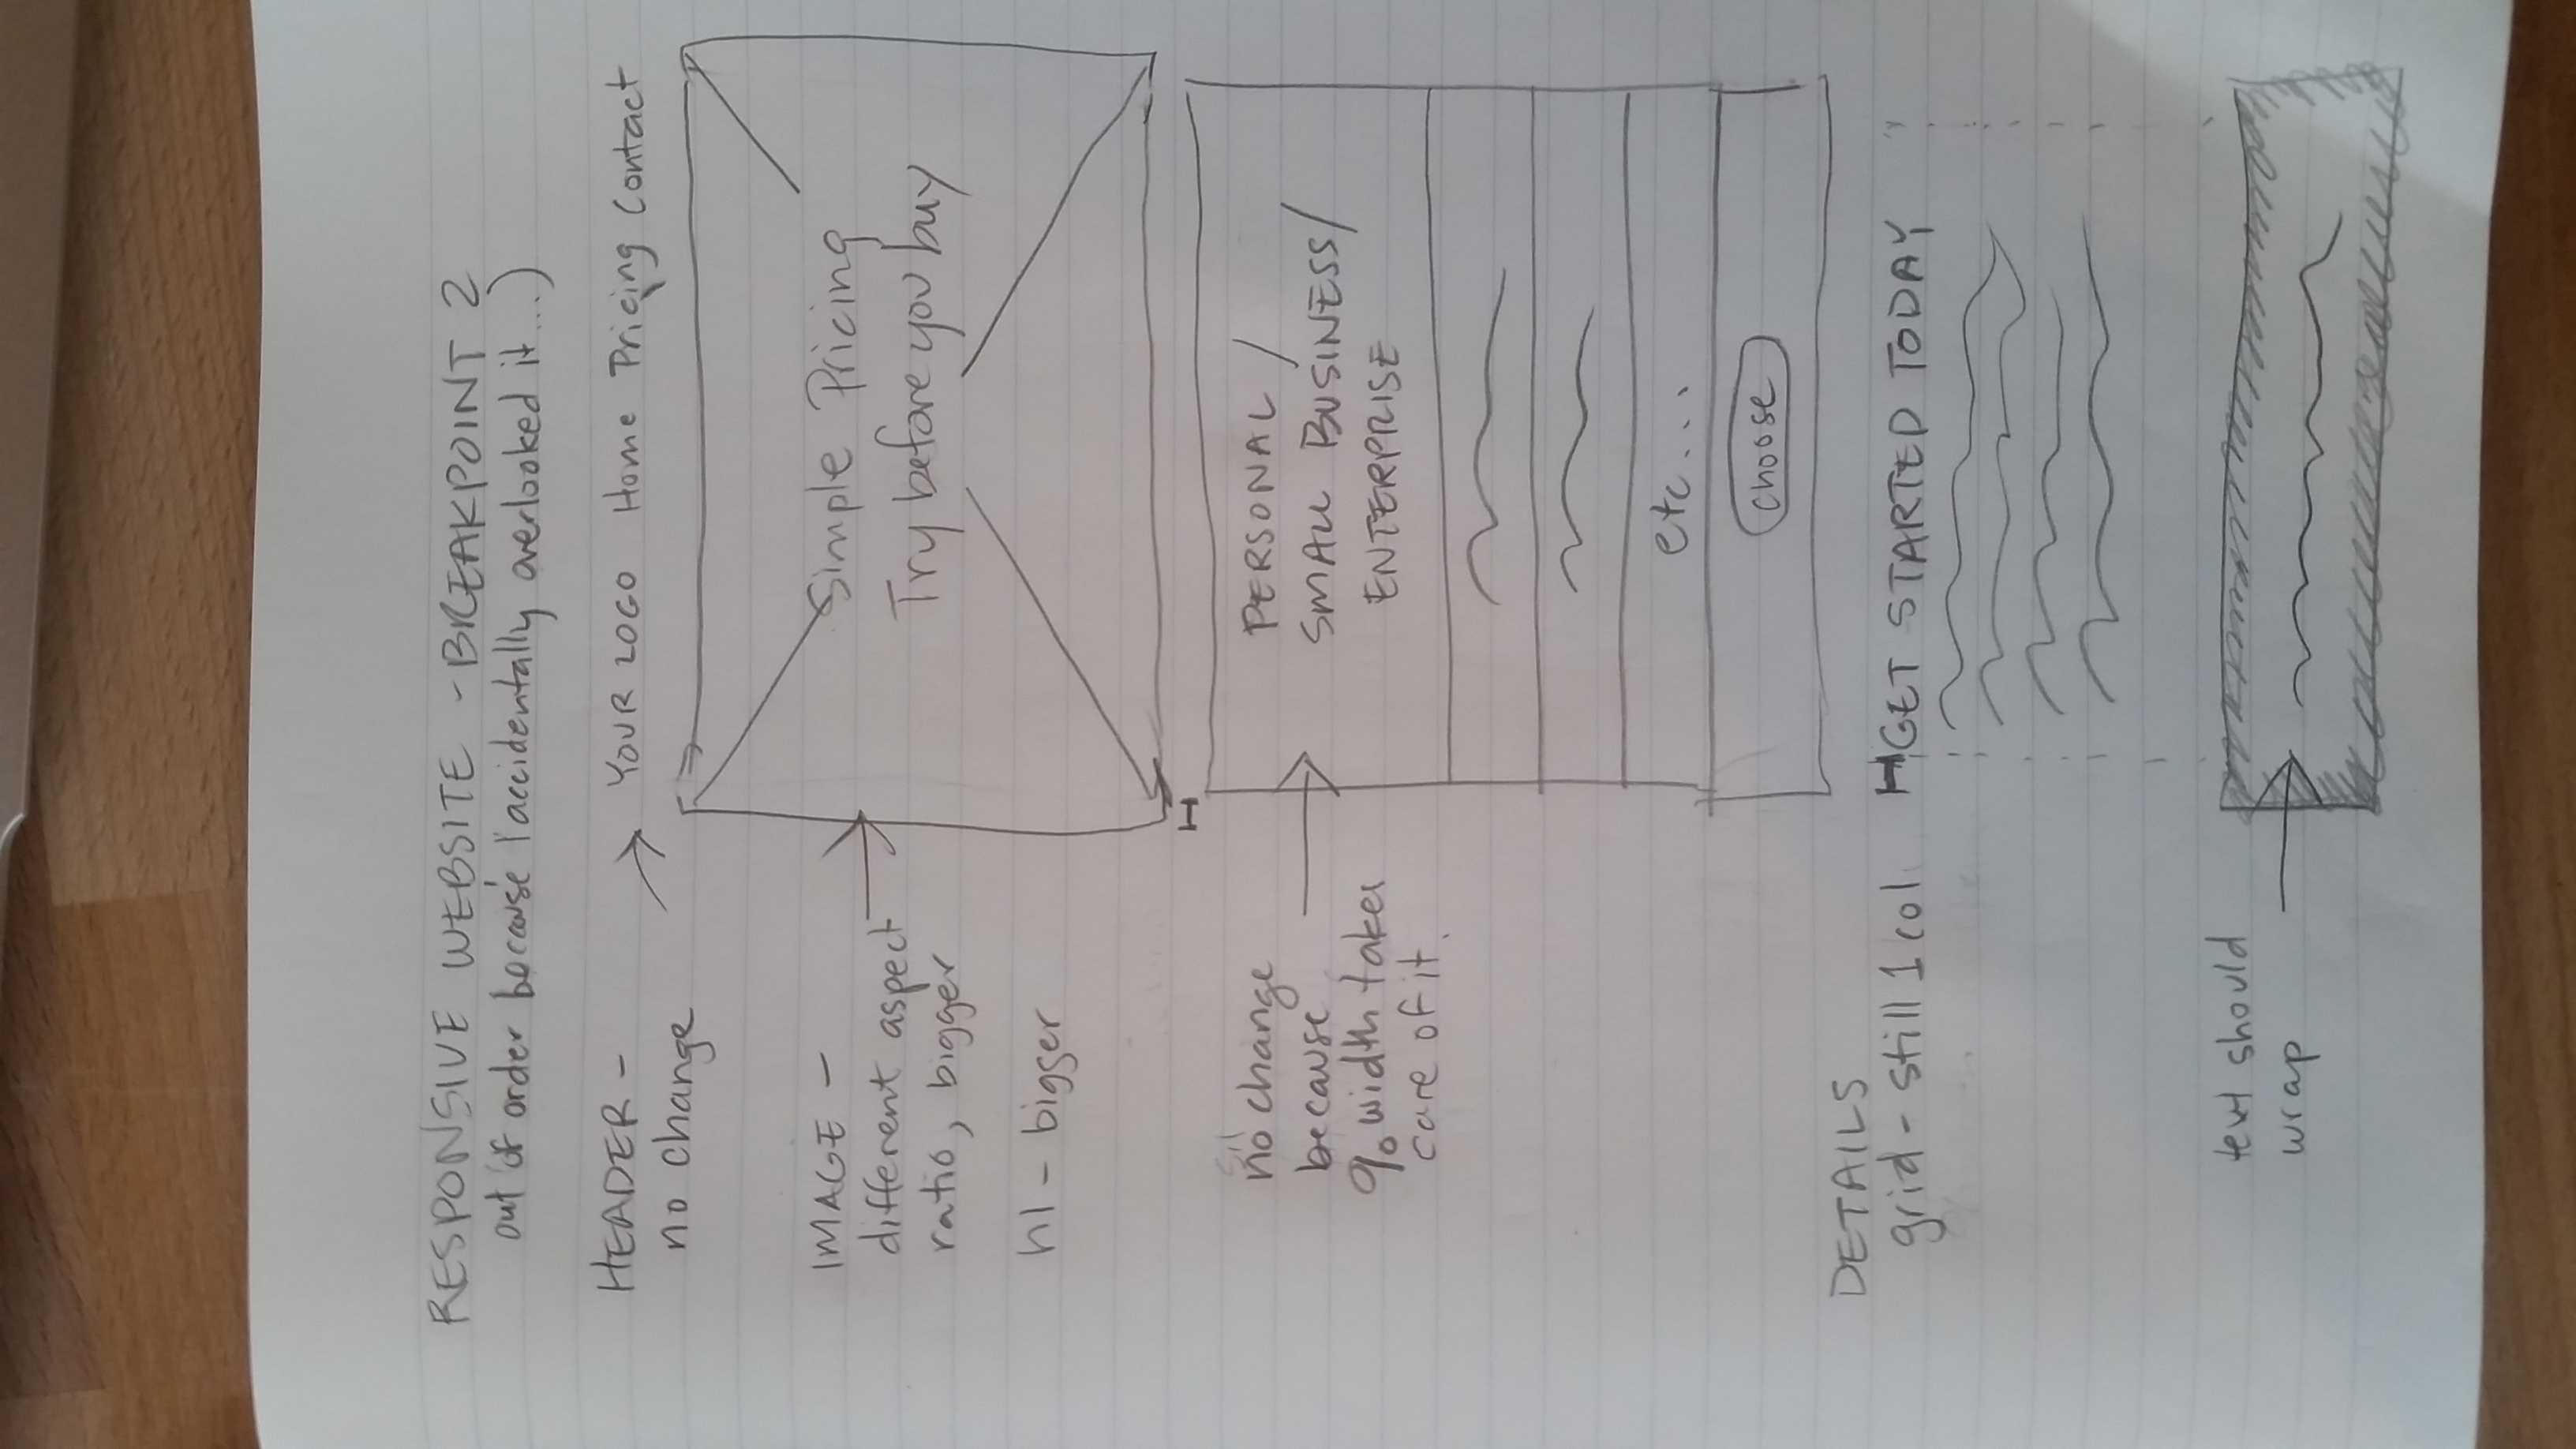 RESPONSIVE WEBSITE - BREAKPOINT 2
out of order because I accidentally overlooked it...)
HEADER -
no change
YOUR LOGO Home Pricing Contact
IMAGE -
different aspect
ratio, bigger
h1 - bigger
Simple Pricing
Try before you buy
no change
because
% width takes
care of it.
PERSONAL /
SMALL BUSINESS/
ENTERPRISE
etc...
choose
DETAILS
grid - still 1 col
GET STARTED TODAY
text should
wrap